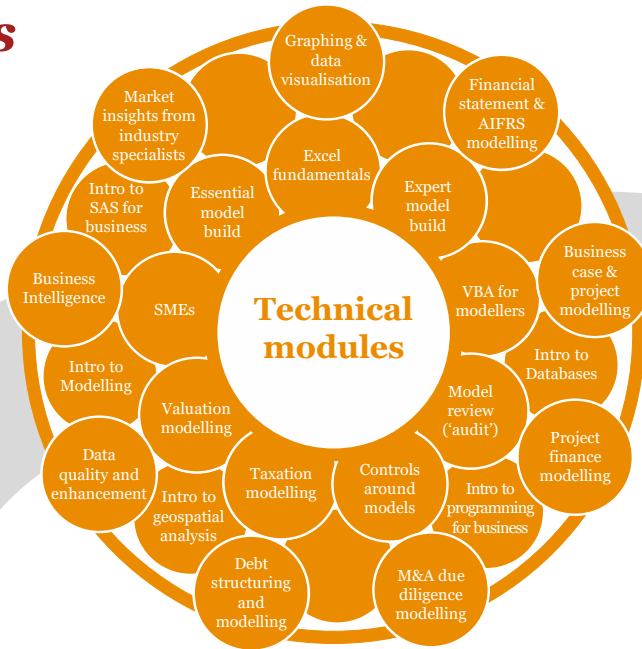 s
Graphing &
data
visualisation
Market
insights from
industry
specialists
Financial
statement &
AIFRS
modelling
Excel
fundamentals
Intro to
SAS for
business
Essential
model
build
Expert
model
build
Business
Intelligence
SMEs
Technical
modules
VBA for
modellers
Business
case &
project
modelling
Intro to
Modelling
Intro to
Databases
Valuation
modelling
Model
review
(‘audit’)
Data
quality and
enhancement
Project
finance
modelling
Intro to
geospatial
analysis
Taxation
modelling
Controls
around
models
Intro to
programming
for business
Debt
structuring
and
modelling
M&A due
diligence
modelling